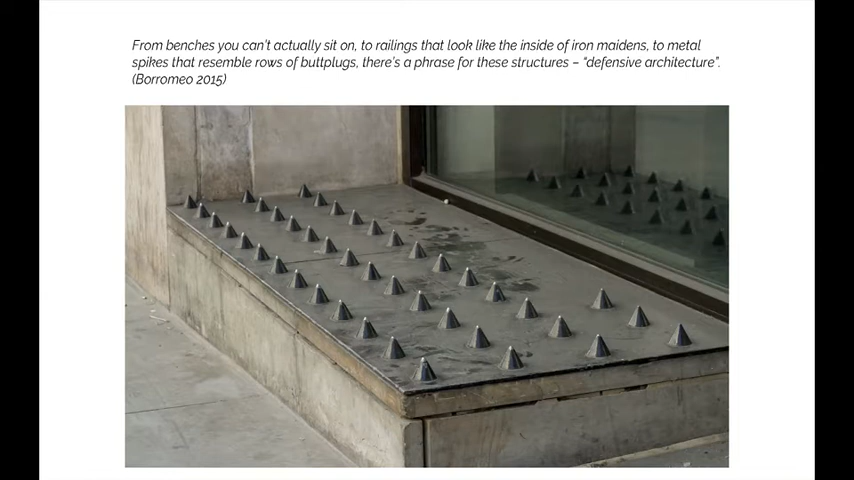 From benches you can’t actually sit on, to railings that look like the inside of iron maidens, to metal
spikes that resemble rows of buttplugs, there’s a phrase for these structures – “defensive architecture”.
(Borromeo 2015)